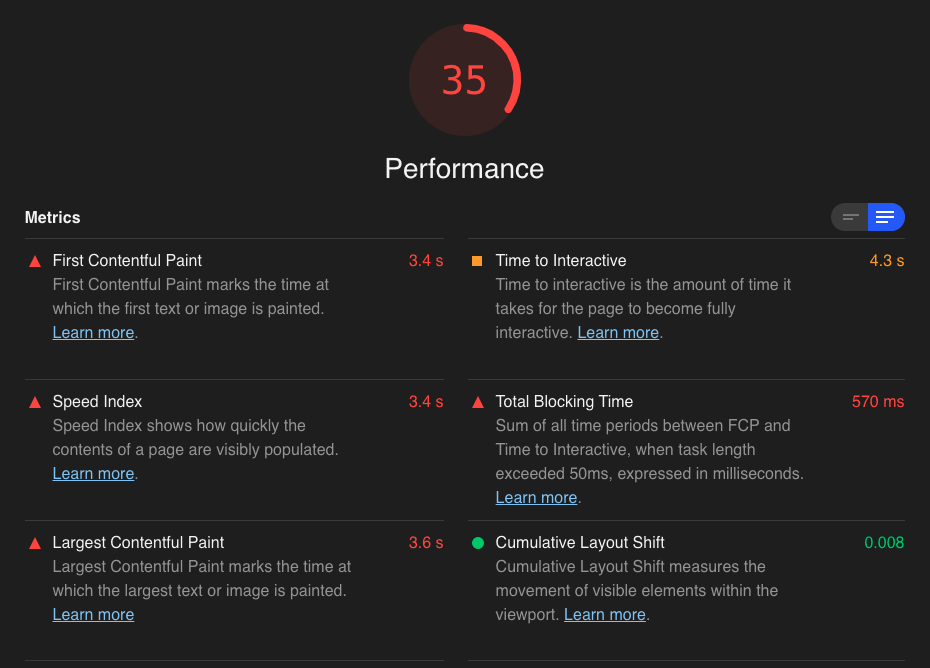 35
Performance
Metrics
First Contentful Paint 3.4 s
First Contentful Paint marks the time at
which the first text or image is painted.
Learn more.
Time to Interactive 4.3 s
Time to interactive is the amount of time it
takes for the page to become fully
interactive. Learn more.
Speed Index 3.4 s
Speed Index shows how quickly the
contents of a page are visibly populated.
Learn more.
Total Blocking Time 570 ms
Sum of all time periods between FCP and
Time to Interactive, when task length
exceeded 50ms, expressed in milliseconds.
Learn more.
Largest Contentful Paint 3.6 s
Largest Contentful Paint marks the time at
which the largest text or image is painted.
Learn more
Cumulative Layout Shift 0.008
Cumulative Layout Shift measures the
movement of visible elements within the
viewport. Learn more.